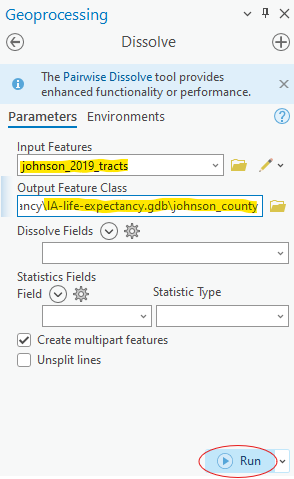 Geoprocessing
Dissolve
The Pairwise Dissolve tool provides
enhanced functionality or performance.
Parameters Environments
Input Features
johnson_2019_tracts
Output Feature Class
ancy\IA-life-expectancy.gdb\johnson_county
Dissolve Fields
Statistics Fields
Field Statistic Type
Create multipart features
Unsplit lines
Run